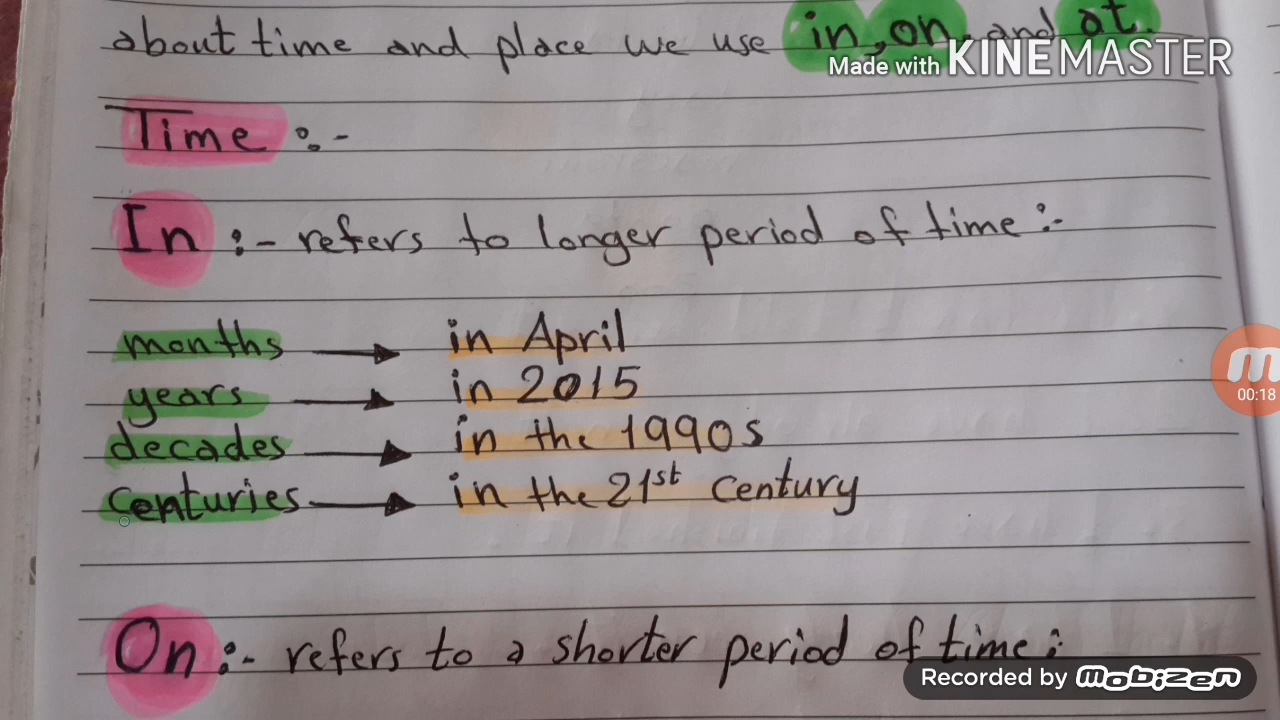 about time and place we use in, on, and at.
Made with KINEMASTER
Time :-
In :- refers to longer period of time :-
months → in April
years → in 2015
decades → in the 1990s
centuries → in the 21st Century
00:18
On :- refers to a shorter period of time :
Recorded by mobizen